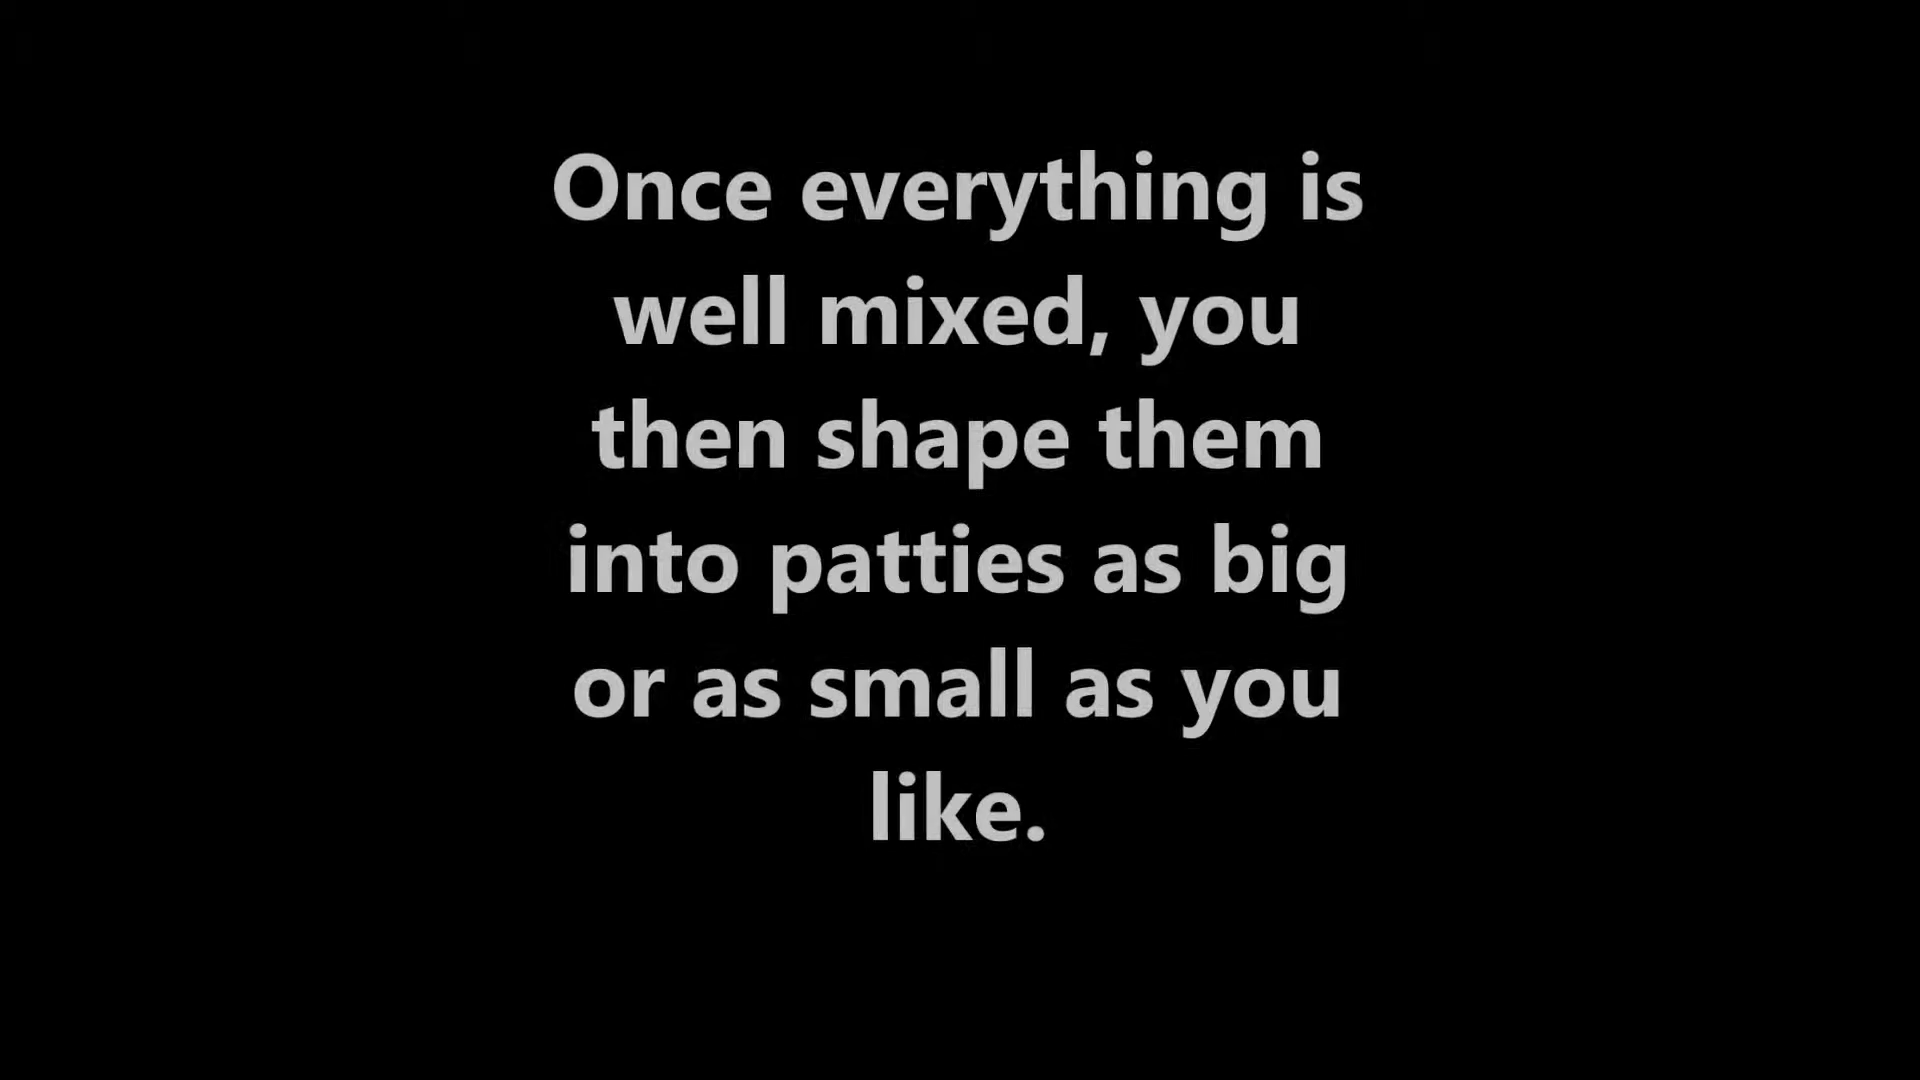 Once everything is
well mixed, you
then shape them
into patties as big
or as small as you
like.